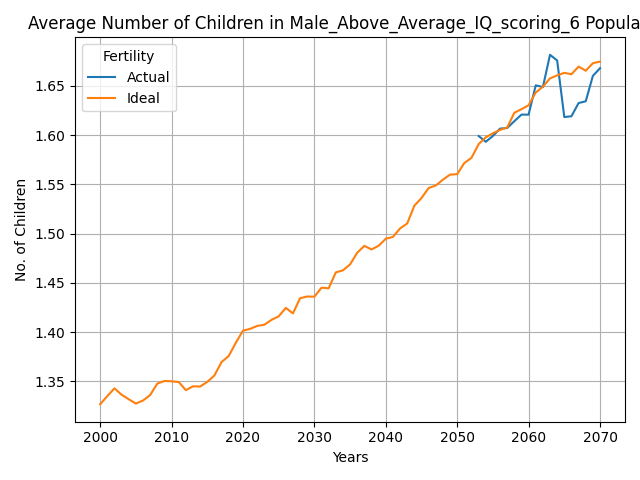 Average Number of Children in Male_Above_Average_IQ_scoring_6 Popula
Fertility
Actual
Ideal
No. of Children
1.65
1.60
1.55
1.50
1.45
1.40
1.35
2000 2010 2020 2030 2040 2050 2060 2070
Years